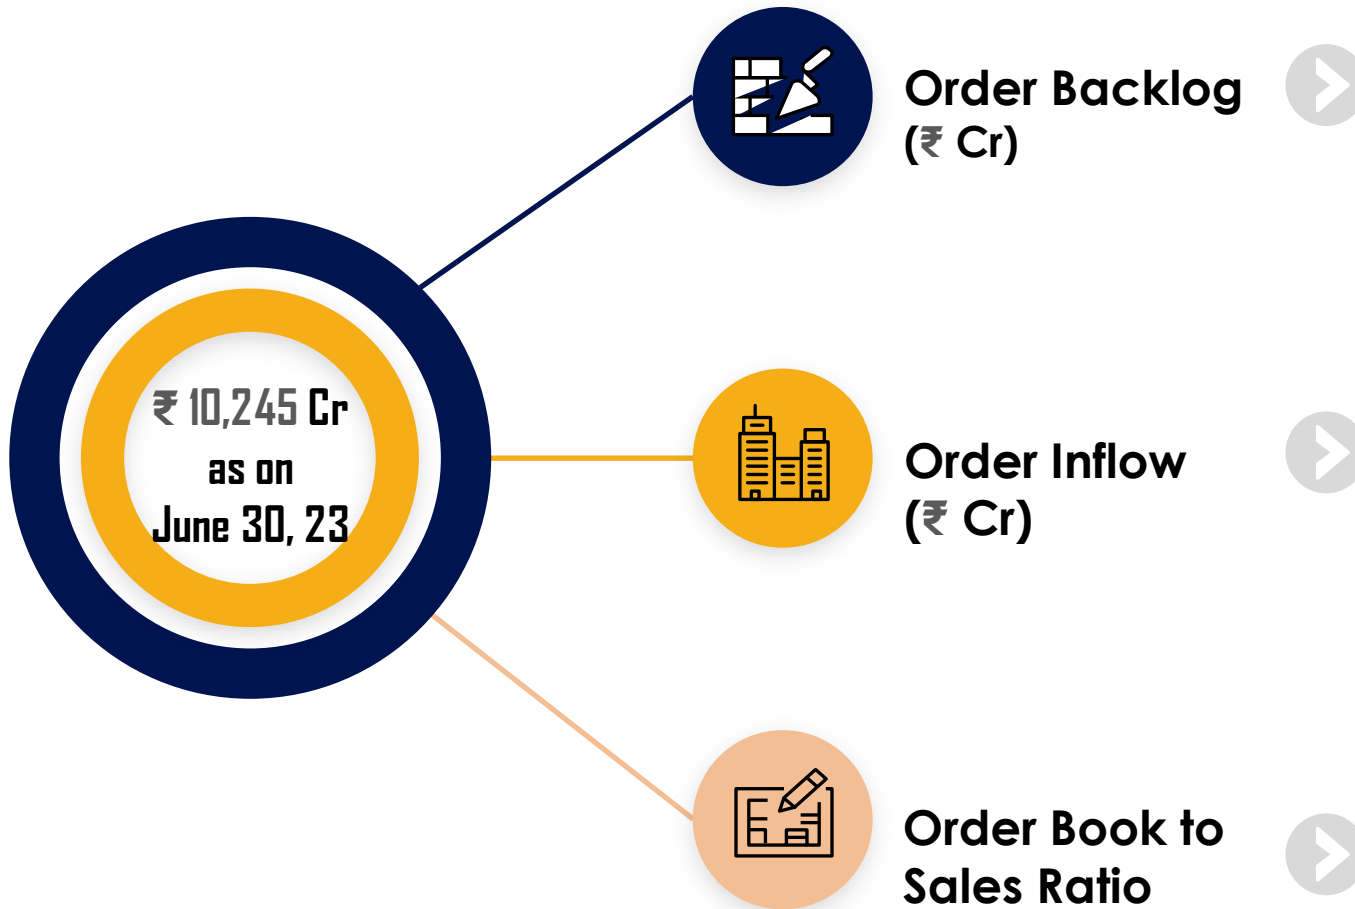 Order Backlog
(₹ Cr)
₹ 10,245 Cr
as on
June 30, 23
Order Inflow
(₹ Cr)
Order Book to
Sales Ratio